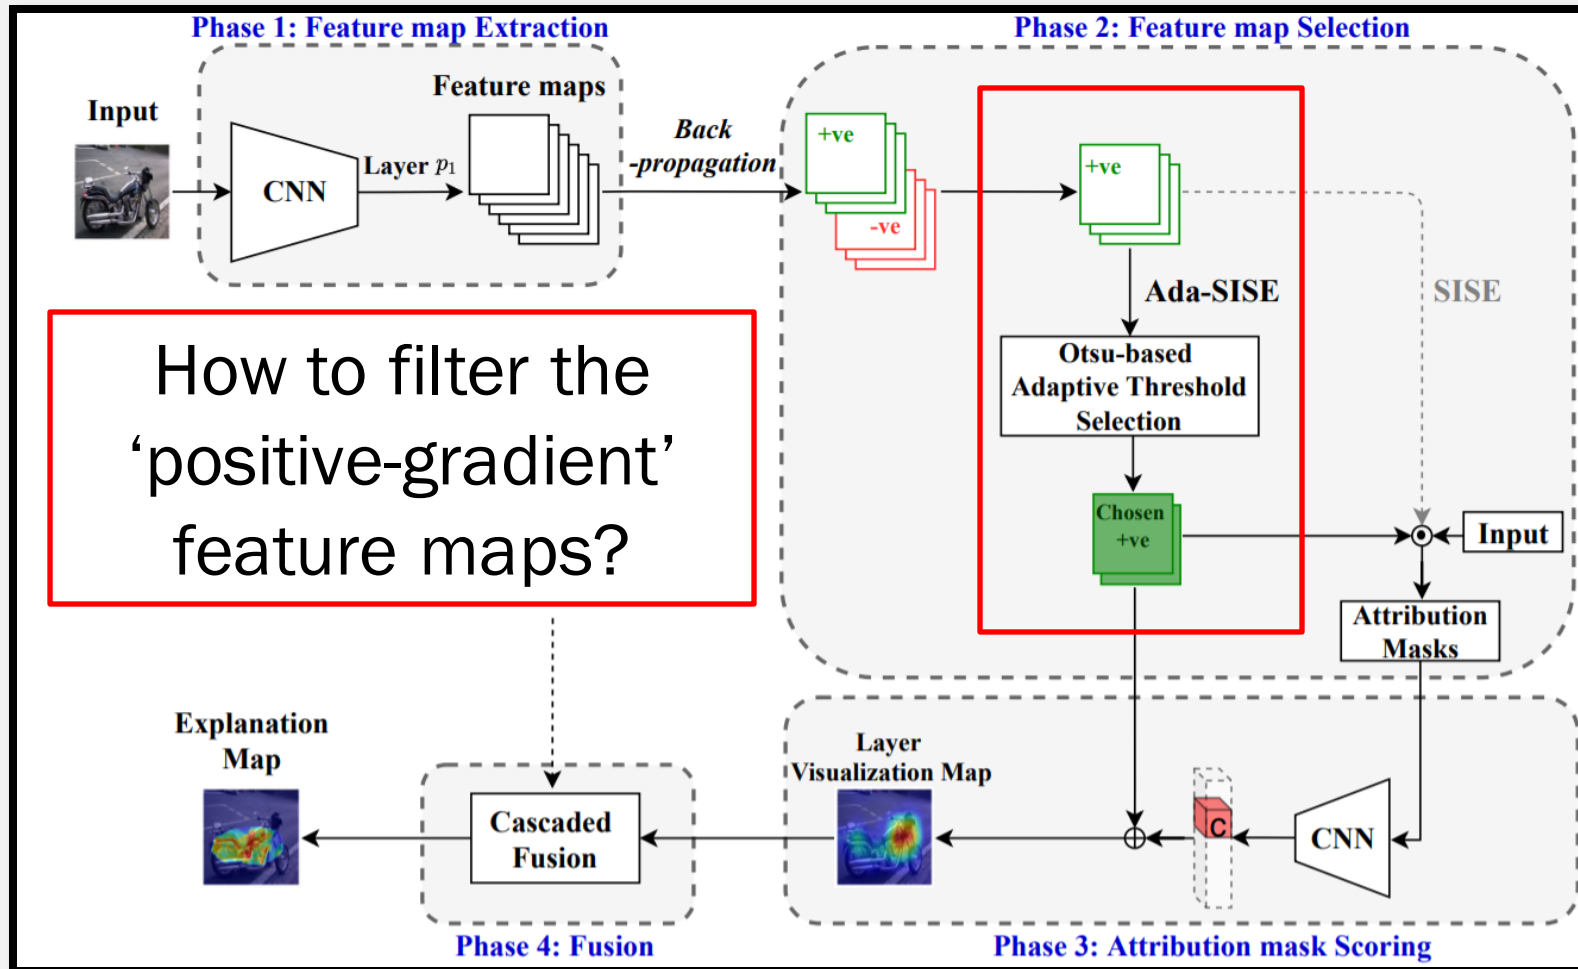 Phase 1: Feature map Extraction
Phase 2: Feature map Selection
Input
CNN
Layer p₁
Feature maps
Back
-propagation
+ve
-ve
+ve
Ada-SISE
SISE
Otsu-based
Adaptive Threshold
Selection
Chosen
+ve
Input
Attribution
Masks
How to filter the
‘positive-gradient’
feature maps?
Explanation
Map
Cascaded
Fusion
Layer
Visualization Map
C
CNN
Phase 4: Fusion
Phase 3: Attribution mask Scoring